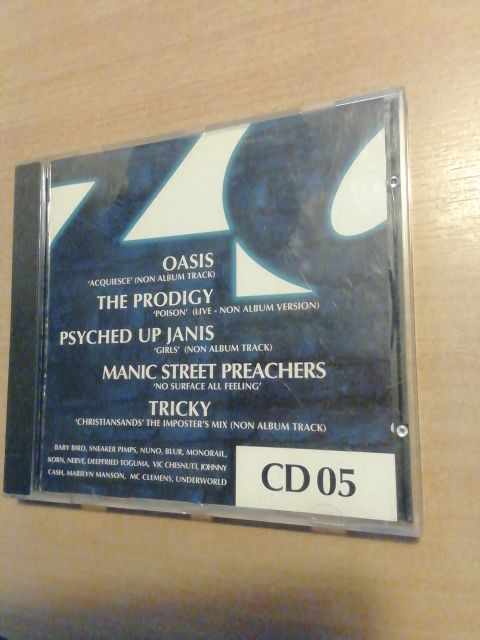 OASIS
'ACQUIESCE' (NON ALBUM TRACK)
THE PRODIGY
'POISON' (LIVE - NON ALBUM VERSION)
PSYCHED UP JANIS
'GIRLS' (NON ALBUM TRACK)
MANIC STREET PREACHERS
'NO SURFACE ALL FEELING'
TRICKY
'CHRISTIANSANDS' THE IMPOSTER'S MIX (NON ALBUM TRACK)
BABY BIRD, SNEAKER PIMPS, NUNO, BLUR, MONORAIL,
KORN, NERVE, DEEPFRIED TOGUMA, VIC CHESNUTT, JOHNNY
CASH, MARILYN MANSON, MC CLEMENS, UNDERWORLD
CD 05